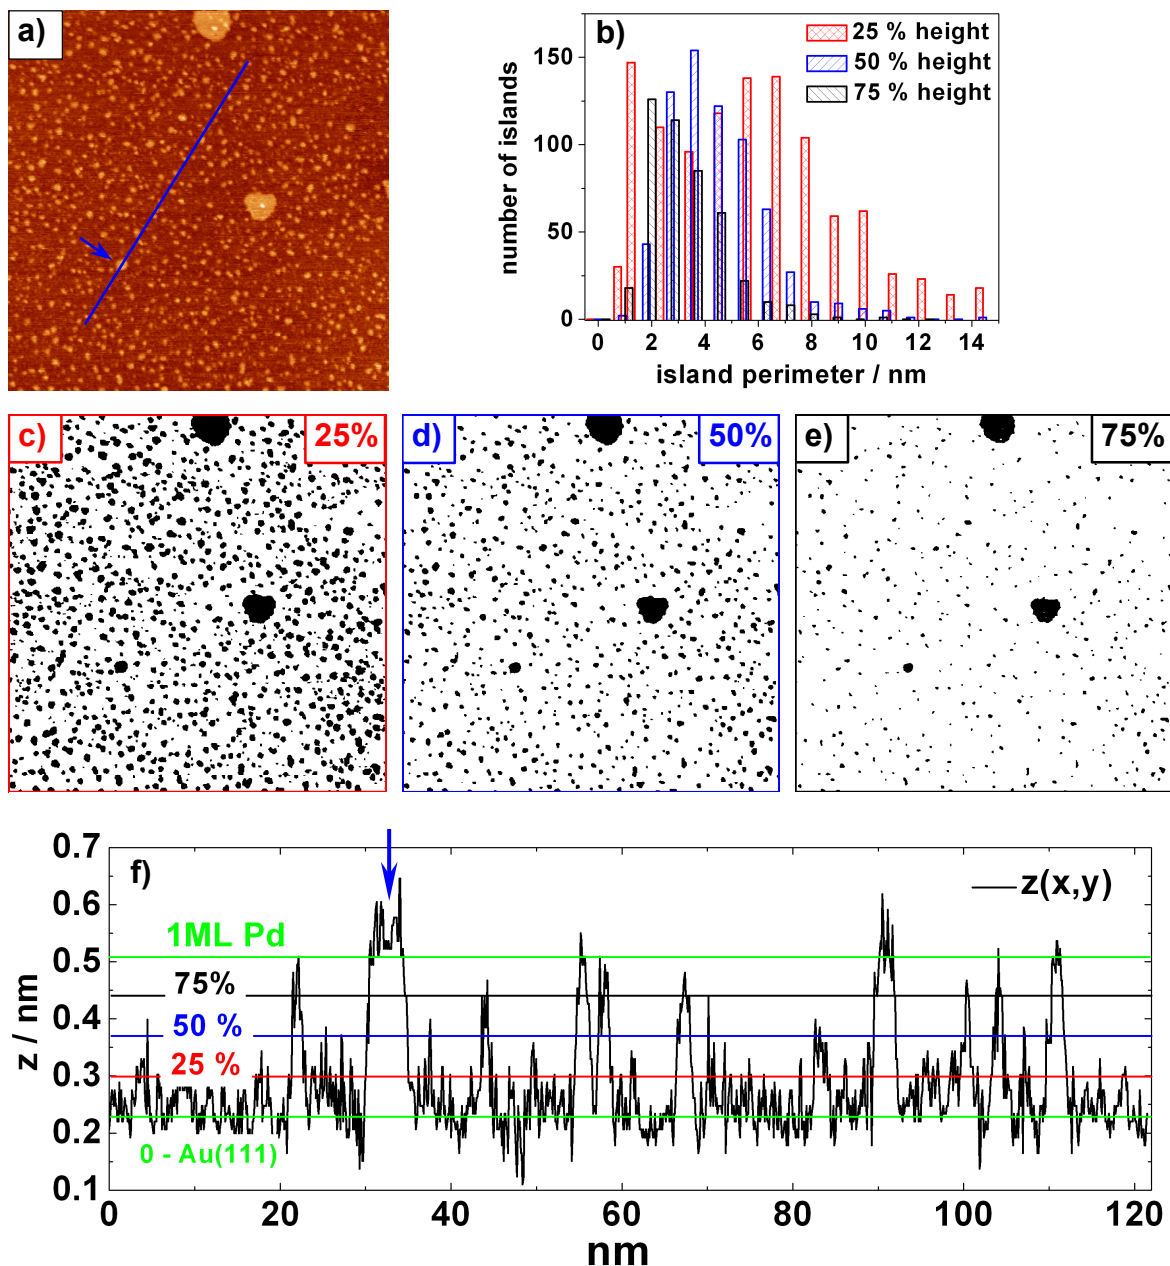 a)
b)
25 % height
50 % height
75 % height
number of islands
150
100
50
0
0 2 4 6 8 10 12 14
island perimeter / nm
c) 25%
d) 50%
e) 75%
f)
z(x,y)
z / nm
0.7
0.6
0.5
0.4
0.3
0.2
0.1
1ML Pd
75%
50 %
25 %
0 - Au(111)
0 20 40 60 80 100 120
nm